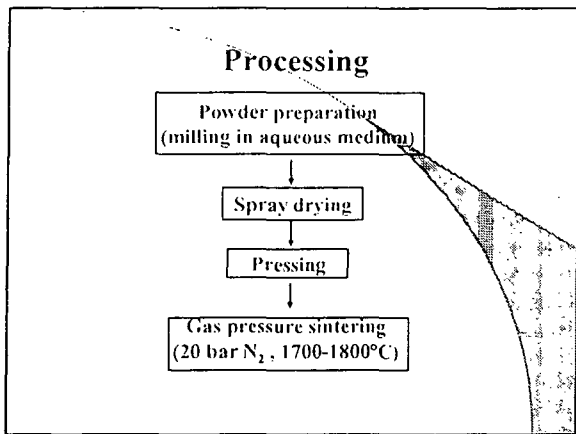 Processing
Powder preparation
(milling in aqueous medium)
Spray drying
Pressing
Gas pressure sintering
(20 bar N₂ , 1700-1800°C)